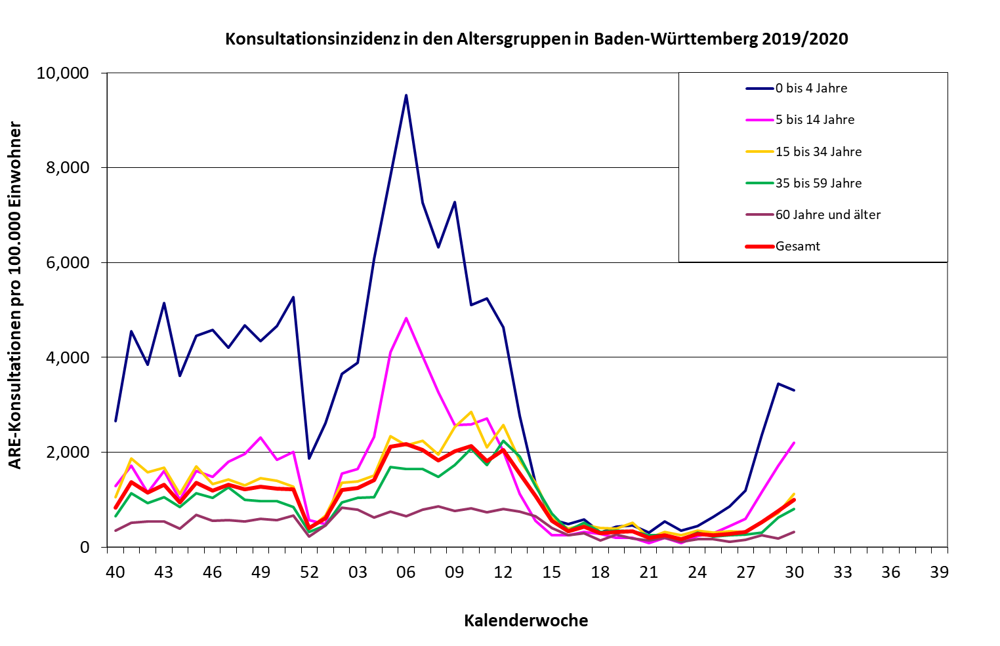 Konsultationsinzidenz in den Altersgruppen in Baden-Württemberg 2019/2020
ARE-Konsultationen pro 100.000 Einwohner
10,000
8,000
6,000
4,000
2,000
0
0 bis 4 Jahre
5 bis 14 Jahre
15 bis 34 Jahre
35 bis 59 Jahre
60 Jahre und älter
Gesamt
40 43 46 49 52 03 06 09 12 15 18 21 24 27 30 33 36 39
Kalenderwoche